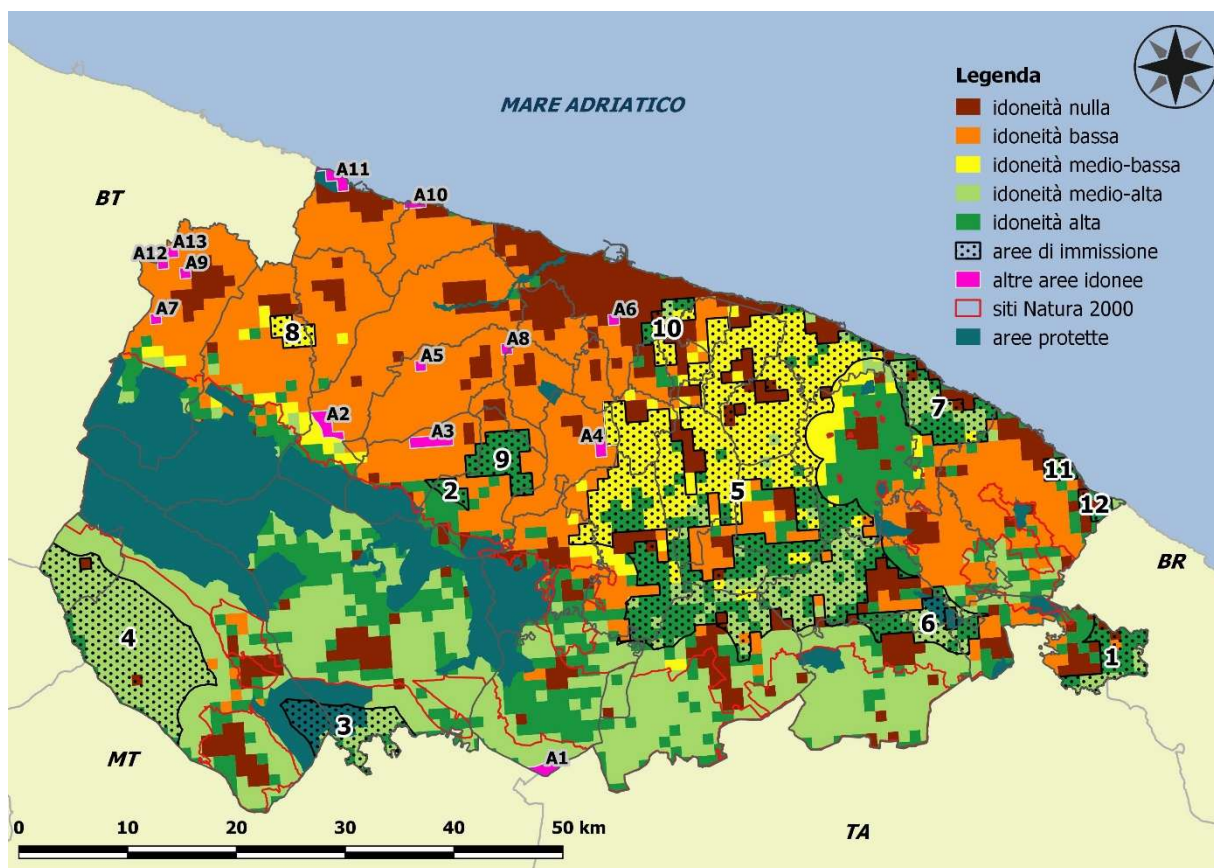 MARE ADRIATICO
Legenda
idoneità nulla
idoneità bassa
idoneità medio-bassa
idoneità medio-alta
idoneità alta
aree di immissione
altre aree idonee
siti Natura 2000
aree protette
BT
A11
A10
A13
A12
A9
A7
A6
8
10
A8
A5
A2
7
A3
A4
9
11
2
5
12
BR
4
6
1
3
MT
A1
TA
0 10 20 30 40 50 km